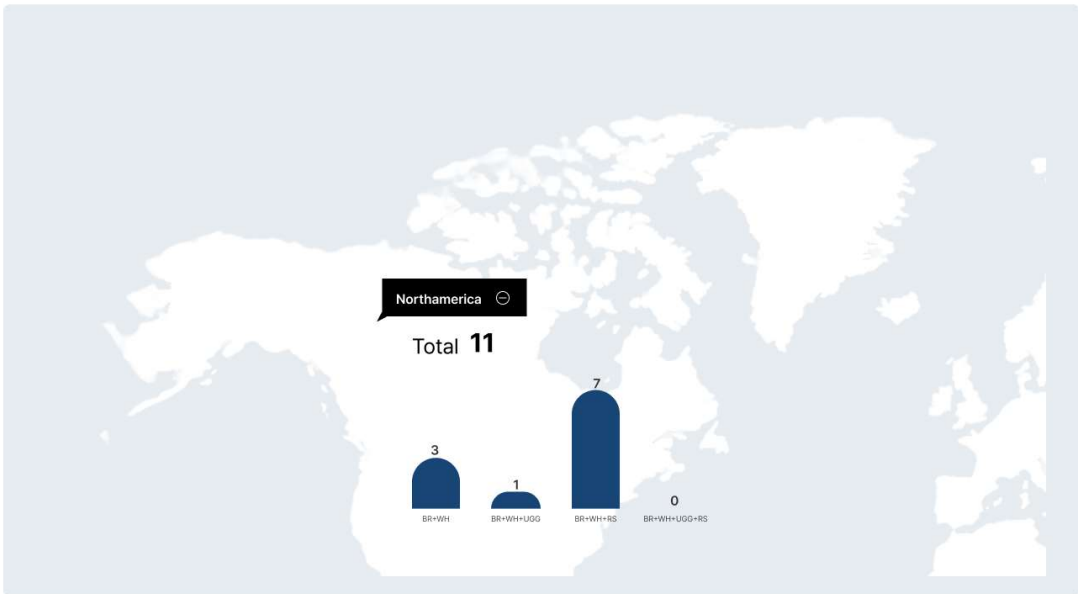 Northamerica
Total 11
7
3
1
0
BR+WH
BR+WH+UGG
BR+WH+RS
BR+WH+UGG+RS